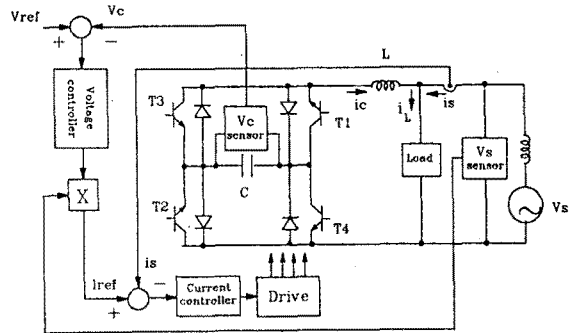 Vref
+
−
Vc
L
Voltage
controller
T3
Vc
sensor
T1
ic
iL
is
Load
Vs
sensor
X
C
T2
T4
Vs
is
Iref
+
−
Current
controller
Drive